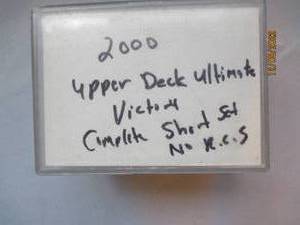 2000
Upper Deck Ultimate
Victory
Complete Short Set
No R.C.S